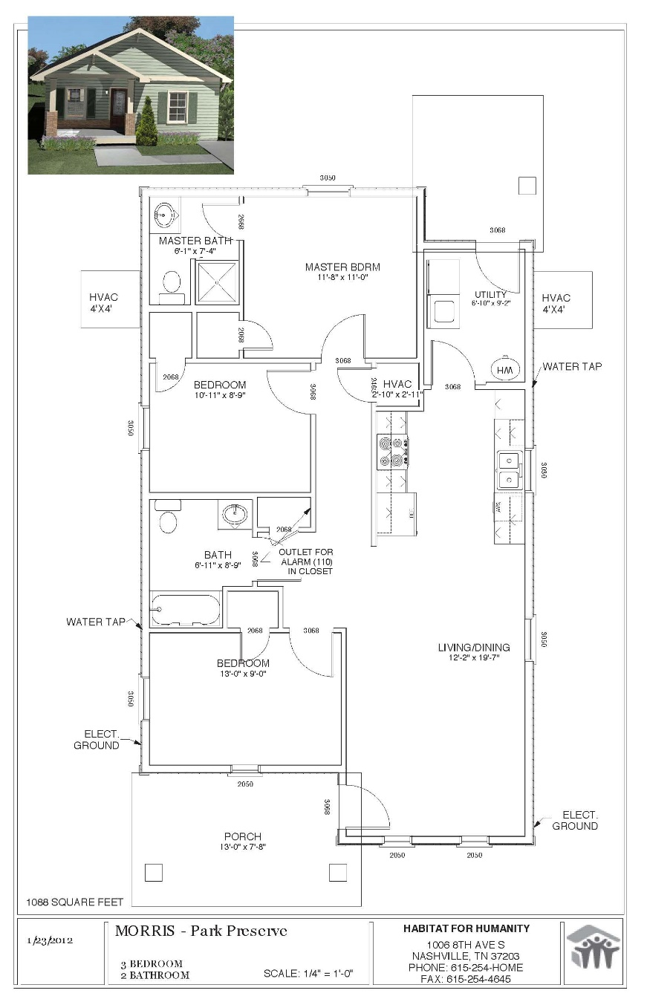 3050
3068
2668
MASTER BATH
6'-1" x 7'-4"
MASTER BDRM
11'-8" x 11'-0"
HVAC
4'X4'
UTILITY
6'-10" x 9'-2"
HVAC
4'X4'
2068
3068
WH
WATER TAP
2068
BEDROOM
10'-11" x 8'-9"
3068
2468
HVAC
2'-10" x 2'-11"
3068
3050
3030
2068
BATH
6'-11" x 8'-9"
3068
OUTLET FOR
ALARM (110)
IN CLOSET
WATER TAP
2068
3068
3050
LIVING/DINING
12'-2" x 19'-7"
BEDROOM
13'-0" x 9'-0"
3050
ELECT.
GROUND
2050
3068
ELECT.
GROUND
PORCH
13'-0" x 7'-8"
2050
2050
1088 SQUARE FEET
1/23/2012
MORRIS - Park Preserve
3 BEDROOM
2 BATHROOM
SCALE: 1/4" = 1'-0"
HABITAT FOR HUMANITY
1006 8TH AVE S
NASHVILLE, TN 37203
PHONE: 615-254-HOME
FAX: 615-254-4645